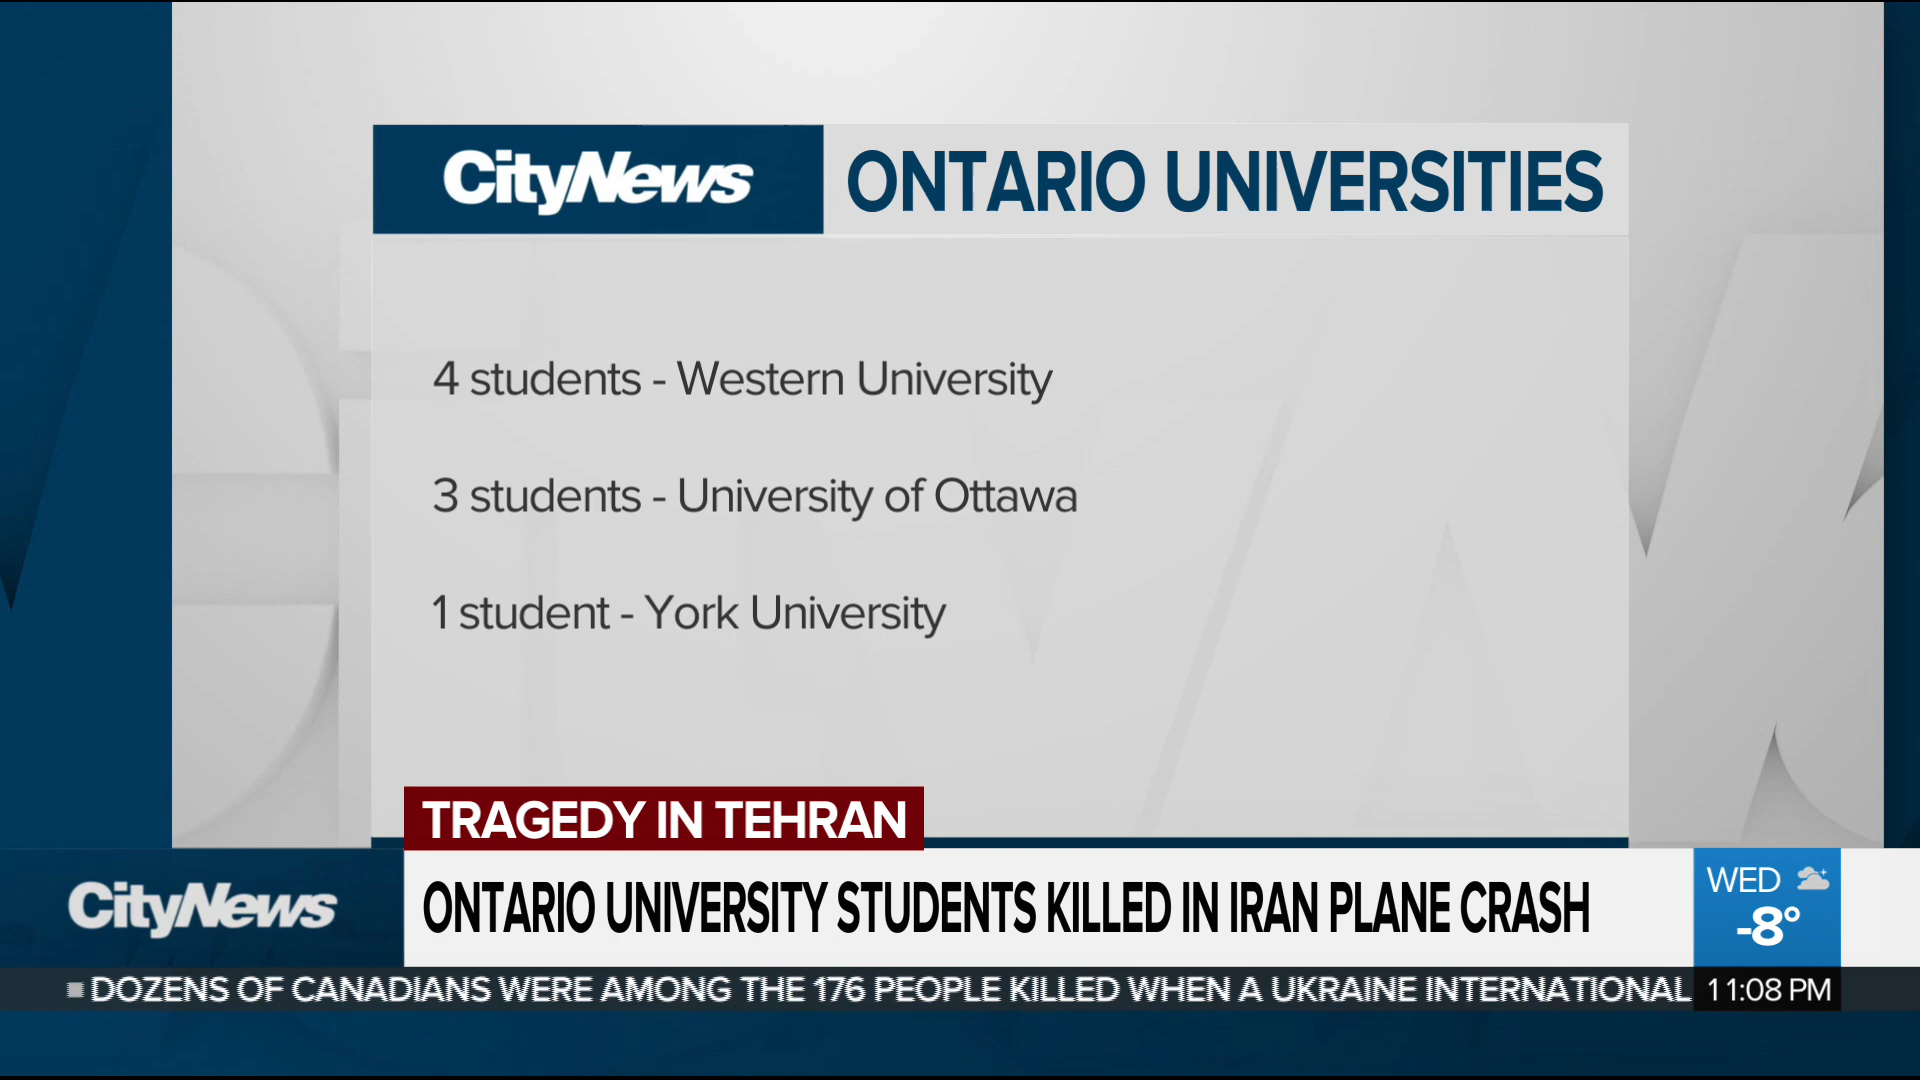 CityNews ONTARIO UNIVERSITIES
4 students - Western University
3 students - University of Ottawa
1 student - York University
TRAGEDY IN TEHRAN
CityNews
ONTARIO UNIVERSITY STUDENTS KILLED IN IRAN PLANE CRASH
WED
-8°
DOZENS OF CANADIANS WERE AMONG THE 176 PEOPLE KILLED WHEN A UKRAINE INTERNATIONAL
11:08 PM